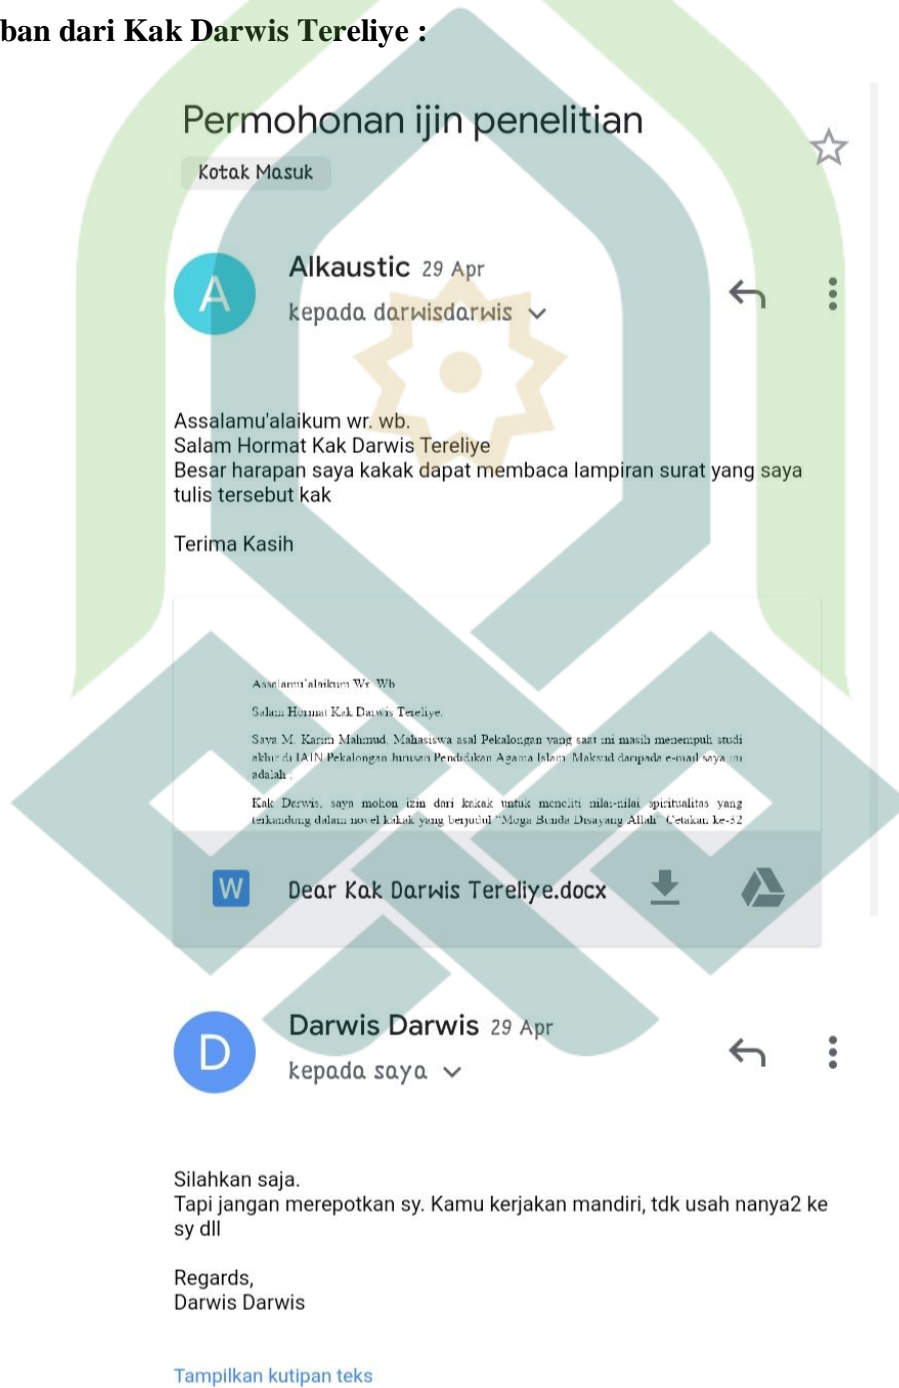 ban dari Kak Darwis Tereliye :
Permohonan ijin penelitian
Kotak Masuk
A
Alkaustic 29 Apr
kepada darwisdarwis
Assalamu'alaikum wr. wb.
Salam Hormat Kak Darwis Tereliye
Besar harapan saya kakak dapat membaca lampiran surat yang saya
tulis tersebut kak
Terima Kasih
Assalamu'alaikum Wr Wb
Salam Hormat Kak Darwis Tereliye.
Saya M. Karim Mahmud, Mahasiswa asal Pekalongan yang saat ini masih menempuh studi
akhir di IAIN Pekalongan Jurusan Pendidikan Agama Islam. Maksud daripada e-mail saya ini
adalah :
Kak Derwis, saya mohon izin dari kakak untuk meneliti nilai-nilai spiritualitas yang
terkandung dalam novel kakak yang berjudul "Moga Bunda Disayang Allah" Cetakan ke-32
W
Dear Kak Darwis Tereliye.docx
D
Darwis Darwis 29 Apr
kepada saya
Silahkan saja.
Tapi jangan merepotkan sy. Kamu kerjakan mandiri, tdk usah nanya2 ke
sy dll
Regards,
Darwis Darwis
Tampilkan kutipan teks